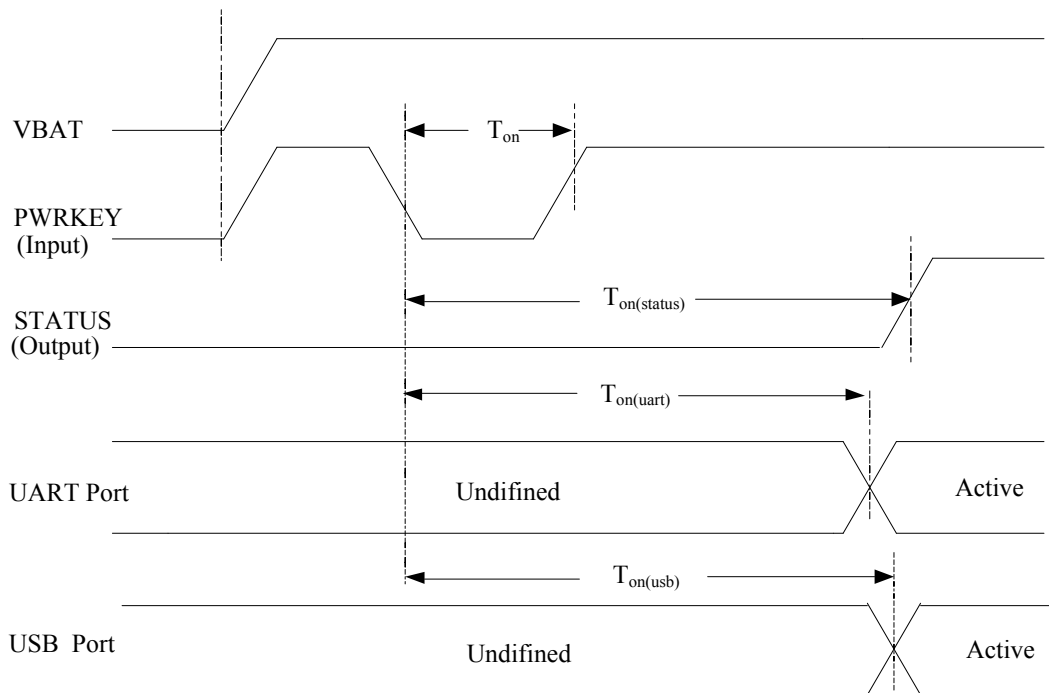 VBAT
Ton
PWRKEY
(Input)
Ton(status)
STATUS
(Output)
Ton(uart)
UART Port
Undifined
Active
Ton(usb)
USB Port
Undifined
Active